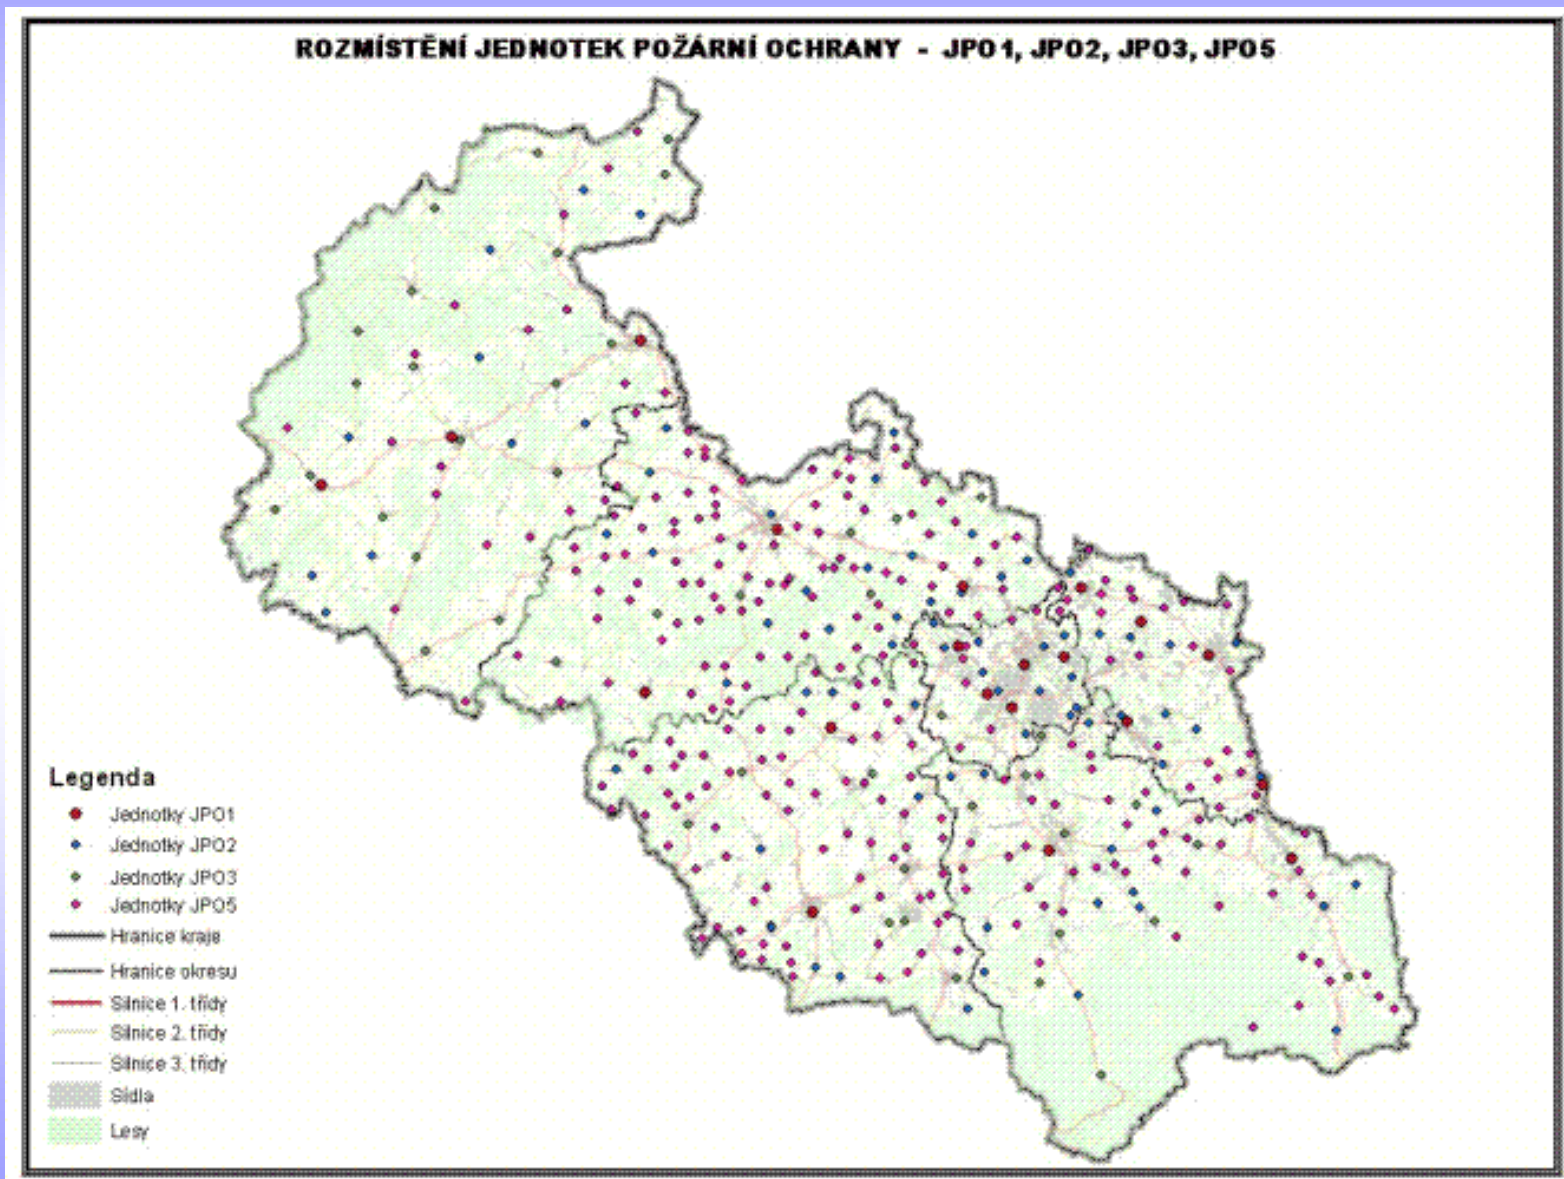 ROZMÍSTĚNÍ JEDNOTEK POŽÁRNÍ OCHRANY - JPO1, JPO2, JPO3, JPO5
Legenda
Jednotky JPO1
Jednotky JPO2
Jednotky JPO3
Jednotky JPO5
Hranice kraje
Hranice okresu
Silnice 1. třídy
Silnice 2. třídy
Silnice 3. třídy
Sídla
Lesy